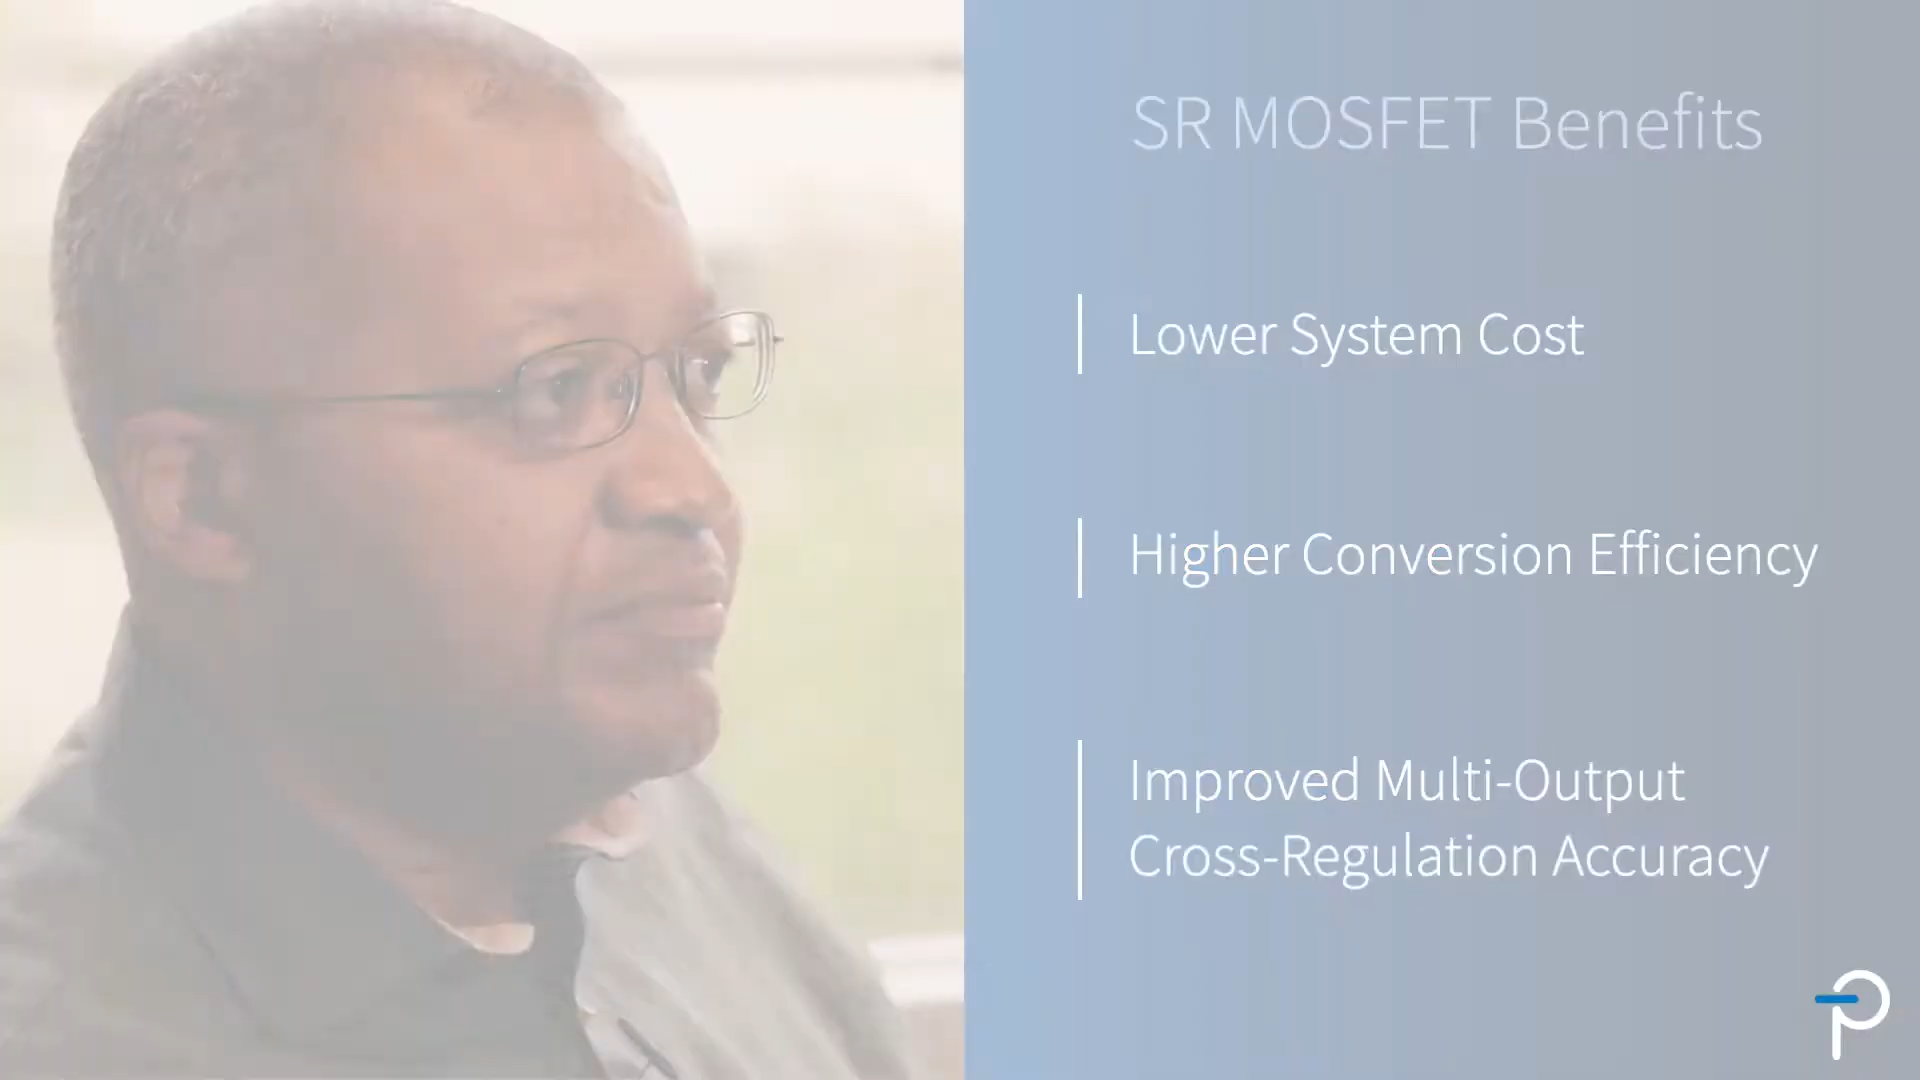 SR MOSFET Benefits
Lower System Cost
Higher Conversion Efficiency
Improved Multi-Output
Cross-Regulation Accuracy